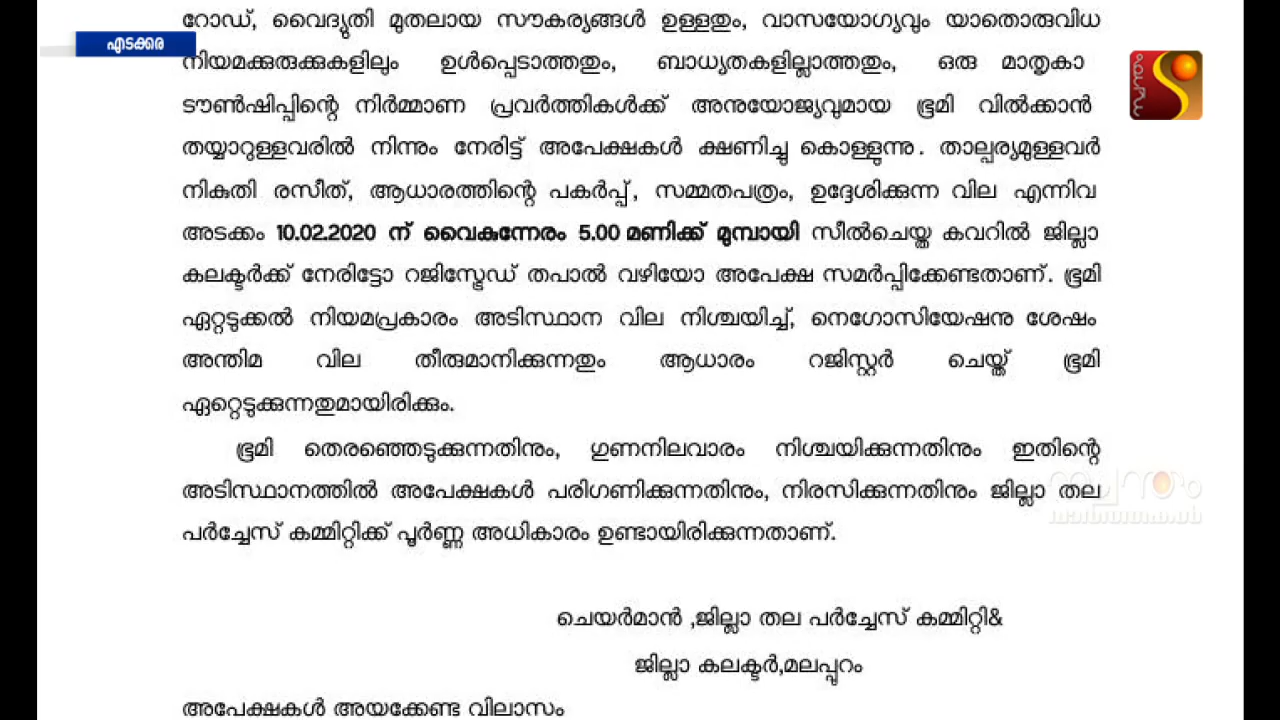 റോഡ്, വൈദ്യുതി മുതലായ സൗകര്യങ്ങൾ ഉള്ളതും, വാസയോഗ്യവും യാതൊരുവിധ
എടക്കര
നിയമക്കുരുക്കുകളിലും ഉൾപ്പെടാത്തതും, ബാധ്യതകളില്ലാത്തതും, ഒരു മാതൃകാ
ടൗൺഷിപ്പിന്റെ നിർമ്മാണ പ്രവർത്തികൾക്ക് അനുയോജ്യവുമായ ഭൂമി വിൽക്കാൻ
തയ്യാറുള്ളവരിൽ നിന്നും നേരിട്ട് അപേക്ഷകൾ ക്ഷണിച്ചു കൊള്ളുന്നു. താല്പര്യമുള്ളവർ
നികുതി രസീത്, ആധാരത്തിന്റെ പകർപ്പ്, സമ്മതപത്രം, ഉദ്ദേശിക്കുന്ന വില എന്നിവ
അടക്കം 10.02.2020 ന് വൈകുന്നേരം 5.00 മണിക്ക് മുമ്പായി സീൽചെയ്ത കവറിൽ ജില്ലാ
കലക്ടർക്ക് നേരിട്ടോ റജിസ്ട്രേഡ് തപാൽ വഴിയോ അപേക്ഷ സമർപ്പിക്കേണ്ടതാണ്. ഭൂമി
ഏറ്റടുക്കൽ നിയമപ്രകാരം അടിസ്ഥാന വില നിശ്ചയിച്ച്, നെഗോസിയേഷനു ശേഷം
അന്തിമ വില തീരുമാനിക്കുന്നതും ആധാരം റജിസ്റ്റർ ചെയ്ത് ഭൂമി
ഏറ്റെടുക്കുന്നതുമായിരിക്കും.
ഭൂമി തെരഞ്ഞെടുക്കുന്നതിനും, ഗുണനിലവാരം നിശ്ചയിക്കുന്നതിനും ഇതിന്റെ
അടിസ്ഥാനത്തിൽ അപേക്ഷകൾ പരിഗണിക്കുന്നതിനും, നിരസിക്കുന്നതിനും ജില്ലാ തല
പർച്ചേസ് കമ്മിറ്റിക്ക് പൂർണ്ണ അധികാരം ഉണ്ടായിരിക്കുന്നതാണ്.
ചെയർമാൻ ,ജില്ലാ തല പർച്ചേസ് കമ്മിറ്റി&
ജില്ലാ കലക്ടർ,മലപ്പുറം
അപേക്ഷകൾ അയക്കേണ്ട വിലാസം